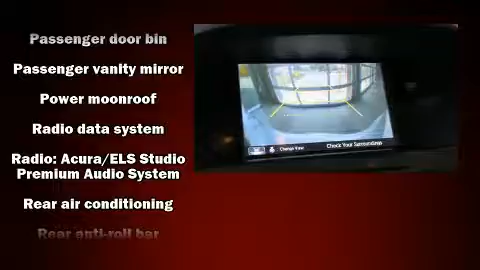 Passenger door bin
Passenger vanity mirror
Power moonroof
Radio data system
Radio: Acura/ELS Studio
Premium Audio System
Rear air conditioning
Rear anti-roll bar
: Change View
Check Your Surroundings